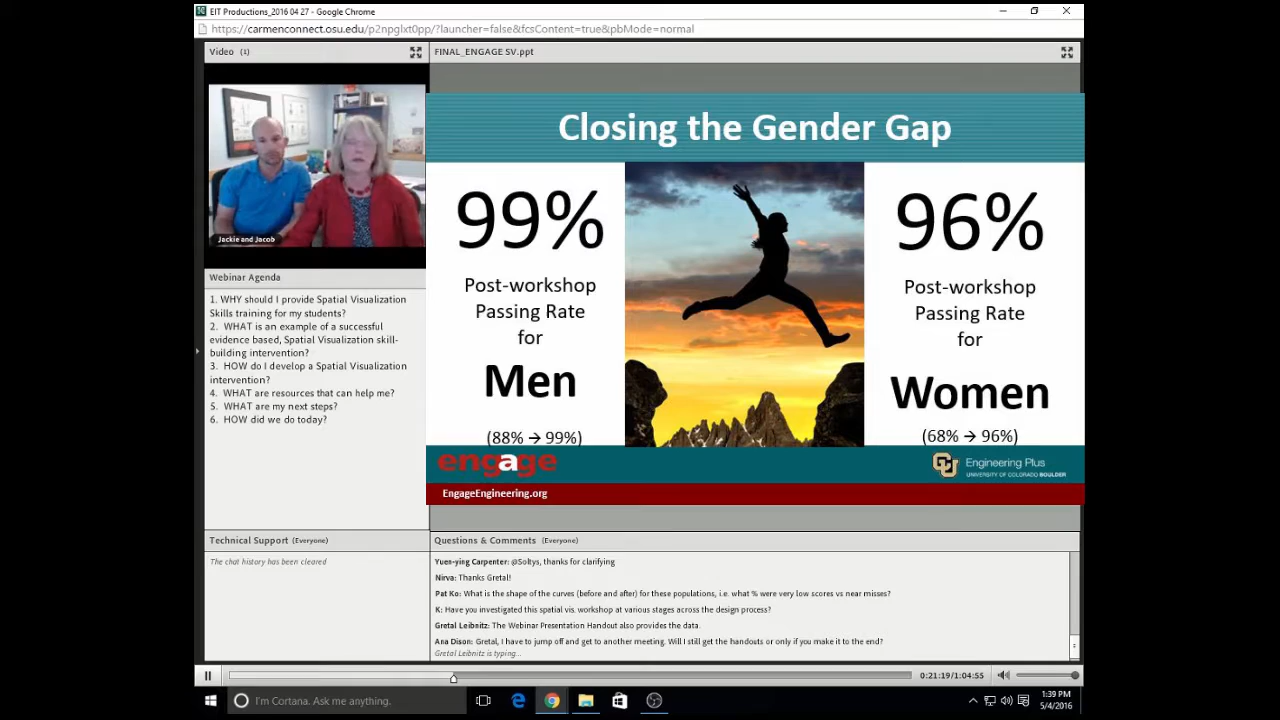 EIT Productions_2016 04 27 - Google Chrome
https://carmenconnect.osu.edu/p2npglxt0pp/?launcher=false&fcsContent=true&pbMode=normal
Video (1)
FINAL_ENGAGE SV.ppt
Jackie and Jacob
Closing the Gender Gap
99%
Post-workshop
Passing Rate
for
Men
(88% → 99%)
96%
Post-workshop
Passing Rate
for
Women
(68% → 96%)
engage
CU
Engineering Plus
UNIVERSITY OF COLORADO BOULDER
EngageEngineering.org
Webinar Agenda
1. WHY should I provide Spatial Visualization
Skills training for my students?
2. WHAT is an example of a successful
evidence based, Spatial Visualization skill-
building intervention?
3. HOW do I develop a Spatial Visualization
intervention?
4. WHAT are resources that can help me?
5. WHAT are my next steps?
6. HOW did we do today?
Technical Support (Everyone)
The chat history has been cleared
Questions & Comments (Everyone)
Yuen-ying Carpenter: @Soltys, thanks for clarifying
Nirva: Thanks Gretal!
Pat Ko: What is the shape of the curves (before and after) for these populations, i.e. what % were very low scores vs near misses?
K: Have you investigated this spatial vis. workshop at various stages across the design process?
Gretal Leibnitz: The Webinar Presentation Handout also provides the data.
Ana Dison: Gretal, I have to jump off and get to another meeting. Will I still get the handouts or only if you make it to the end?
Gretal Leibnitz is typing...
0:21:19/1:04:55
I'm Cortana. Ask me anything.
1:39 PM
5/4/2016